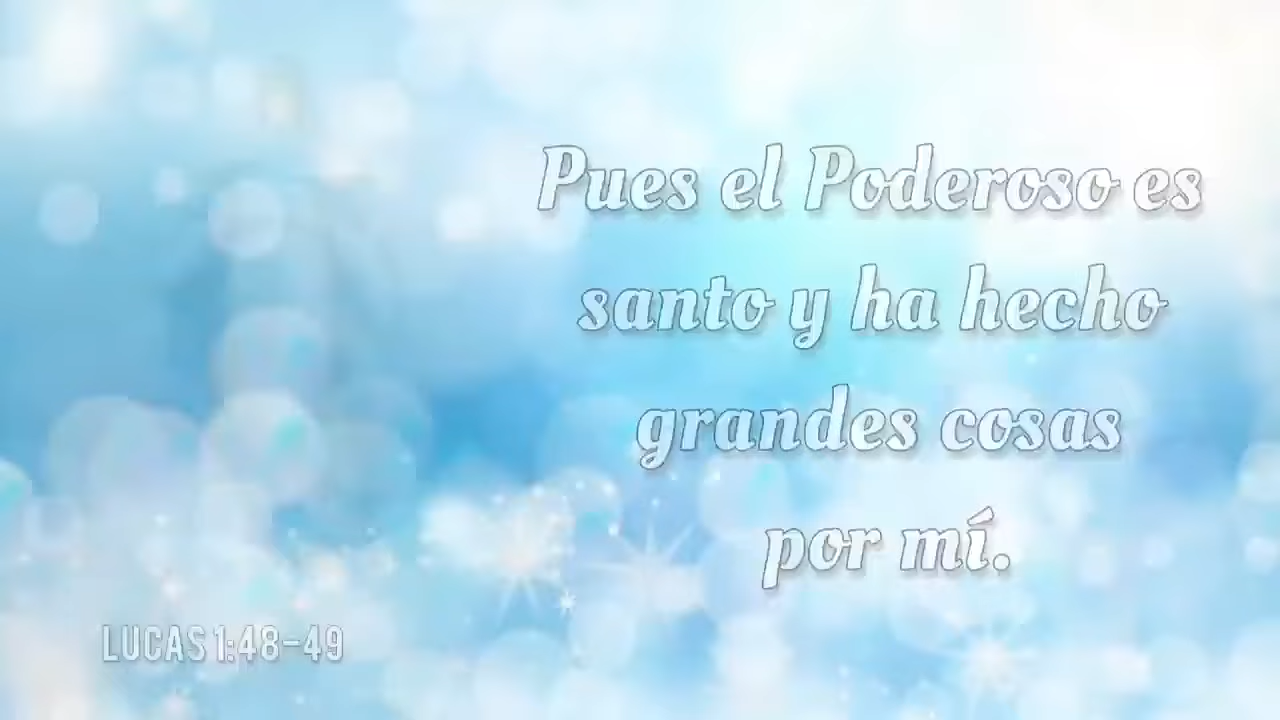 Pues el Poderoso es
santo y ha hecho
grandes cosas
por mí.
LUCAS 1:48-49